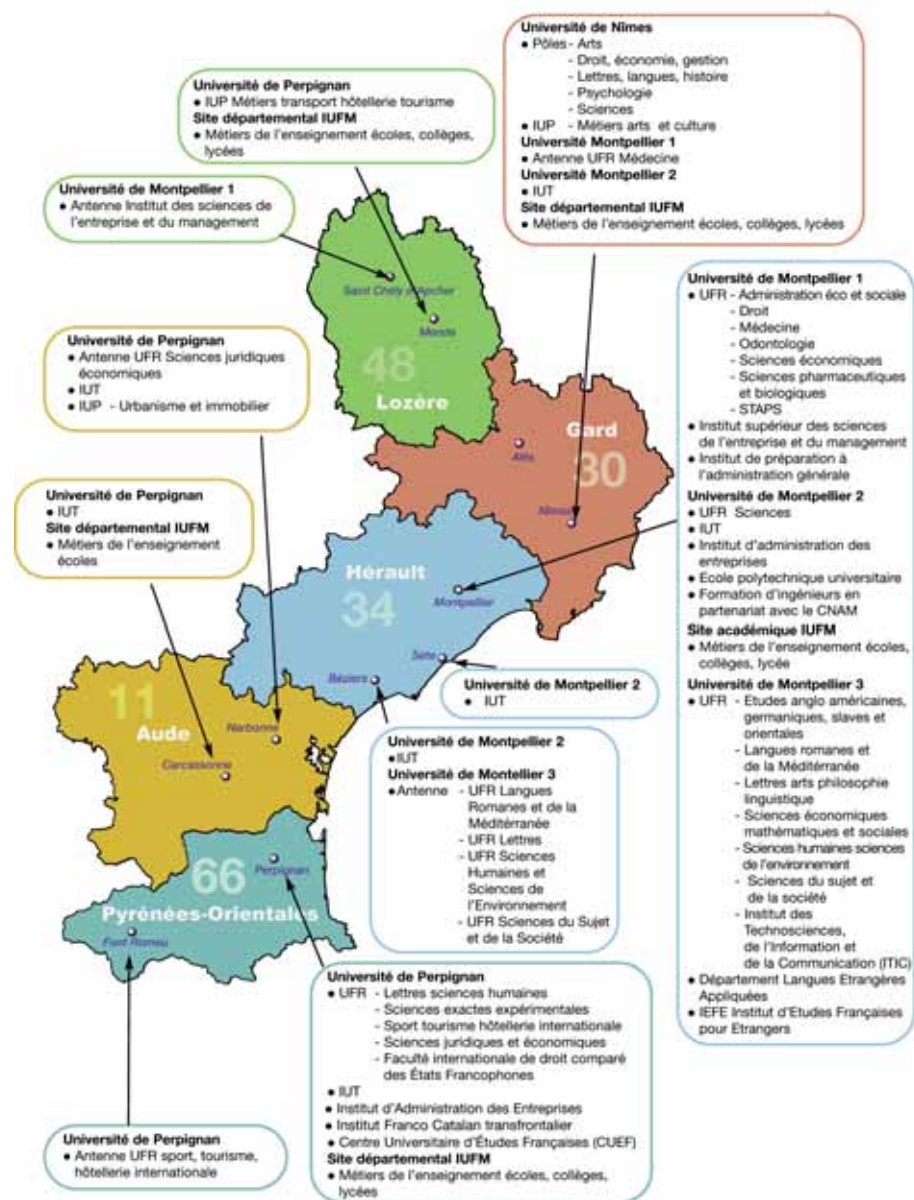 Université de Nîmes
● Pôles - Arts
- Droit, économie, gestion
- Lettres, langues, histoire
- Psychologie
- Sciences
● IUP - Métiers arts et culture
Université Montpellier 1
● Antenne UFR Médecine
Université Montpellier 2
● IUT
Site départemental IUFM
● Métiers de l'enseignement écoles, collèges, lycées
Université de Perpignan
● IUP Métiers transport hôtellerie tourisme
Site départemental IUFM
● Métiers de l'enseignement écoles, collèges,
lycées
Université de Montpellier 1
● Antenne Institut des sciences de
l'entreprise et du management
Saint Chély d'Apcher
Mende
48
Lozère
Université de Perpignan
● Antenne UFR Sciences juridiques
économiques
● IUT
● IUP - Urbanisme et immobilier
Gard
30
Alès
Nîmes
Université de Montpellier 1
● UFR - Administration éco et sociale
- Droit
- Médecine
- Odontologie
- Sciences économiques
- Sciences pharmaceutiques
et biologiques
- STAPS
● Institut supérieur des sciences
de l'entreprise et du management
● Institut de préparation à
l'administration générale
Université de Montpellier 2
● UFR Sciences
● IUT
● Institut d'administration des
entreprises
● Ecole polytechnique universitaire
● Formation d'ingénieurs en
partenariat avec le CNAM
Site académique IUFM
● Métiers de l'enseignement écoles,
collèges, lycée
Université de Montpellier 3
● UFR - Etudes anglo américaines,
germaniques, slaves et
orientales
- Langues romanes et
de la Méditérranée
- Lettres arts philosophie
linguistique
- Sciences économiques
mathématiques et sociales
- Sciences humaines sciences
de l'environnement
- Sciences du sujet et
de la société
- Institut des
Technosciences,
de l'Information et
de la Communication (ITIC)
● Département Langues Etrangères
Appliquées
● IEFE Institut d'Etudes Françaises
pour Etrangers
Université de Perpignan
● IUT
Site départemental IUFM
● Métiers de l'enseignement
écoles
Hérault
34
Montpellier
Sète
Béziers
Université de Montpellier 2
● IUT
11
Aude
Narbonne
Carcassonne
Université de Montpellier 2
●IUT
Université de Montellier 3
●Antenne - UFR Langues
Romanes et de la
Méditérranée
- UFR Lettres
- UFR Sciences
Humaines et
Sciences de
l'Environnement
- UFR Sciences du Sujet
et de la Société
66
Pyrénées-Orientales
Perpignan
Font Romeu
Université de Perpignan
● UFR - Lettres sciences humaines
- Sciences exactes expérimentales
- Sport tourisme hôtellerie internationale
- Sciences juridiques et économiques
- Faculté internationale de droit comparé
des États Francophones
● IUT
● Institut d'Administration des Entreprises
● Institut Franco Catalan transfrontalier
● Centre Universitaire d'Études Françaises (CUEF)
Site départemental IUFM
● Métiers de l'enseignement écoles, collèges,
lycées
Université de Perpignan
● Antenne UFR sport, tourisme,
hôtellerie internationale